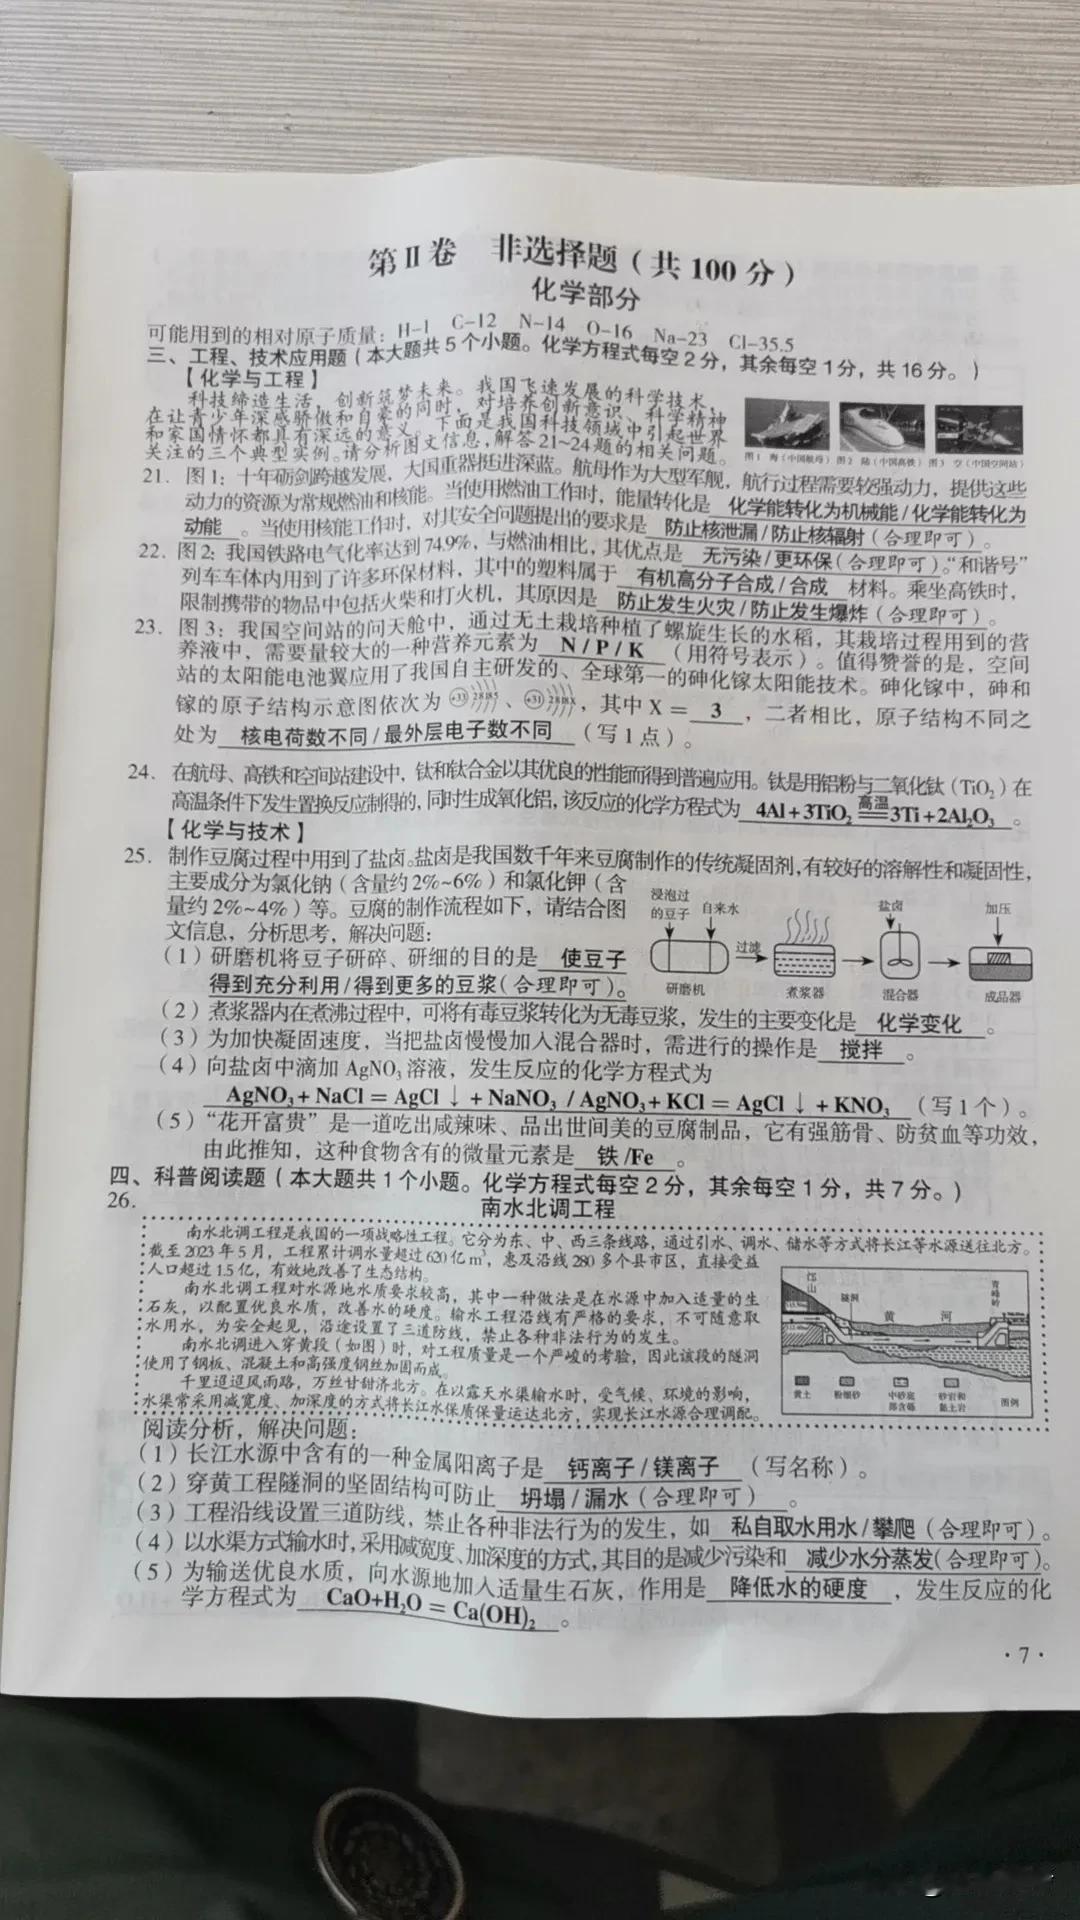 第Ⅱ卷 非选择题（共100分）
化学部分
可能用到的相对原子质量：H-1 C-12 N-14 O-16 Na-23 Cl-35.5
三、工程、技术应用题（本大题共5个小题。化学方程式每空2分，其余每空1分，共16分。）
【化学与工程】
科技缔造生活，创新筑梦未来。我国飞速发展的科学技术，
在让青少年深感骄傲和自豪的同时，对培养创新意识、科学精神
和家国情怀都具有深远的意义。下面是我国科技领域中引起世界
关注的三个典型实例。请分析图文信息，解答21~24题的相关问题。
图1 海（中国航母） 图2 陆（中国高铁） 图3 空（中国空间站）
21. 图1：十年砺剑跨越发展，大国重器挺进深蓝。航母作为大型军舰，航行过程需要较强动力，提供这些
动力的资源为常规燃油和核能。当使用燃油工作时，能量转化是 化学能转化为机械能/化学能转化为
动能 。当使用核能工作时，对其安全问题提出的要求是 防止核泄漏/防止核辐射（合理即可）。
22. 图2：我国铁路电气化率达到74.9%，与燃油相比，其优点是 无污染/更环保（合理即可）。“和谐号”
列车车体内用到了许多环保材料，其中的塑料属于 有机高分子合成/合成 材料。乘坐高铁时，
限制携带的物品中包括火柴和打火机，其原因是 防止发生火灾/防止发生爆炸（合理即可）。
23. 图3：我国空间站的问天舱中，通过无土栽培种植了螺旋生长的水稻，其栽培过程用到的营
养液中，需要量较大的一种营养元素为 N/P/K （用符号表示）。值得赞誉的是，空间
站的太阳能电池翼应用了我国自主研发的、全球第一的砷化镓太阳能技术。砷化镓中，砷和
镓的原子结构示意图依次为 +33 2 8 18 5 、 +31 2 8 18 X ，其中X = 3 ，二者相比，原子结构不同之
处为 核电荷数不同/最外层电子数不同 （写1点）。
24. 在航母、高铁和空间站建设中，钛和钛合金以其优良的性能而得到普遍应用。钛是用铝粉与二氧化钛（TiO₂）在
高温条件下发生置换反应制得的，同时生成氧化铝，该反应的化学方程式为 4Al+3TiO₂ 高温 3Ti+2Al₂O₃ 。
【化学与技术】
25. 制作豆腐过程中用到了盐卤。盐卤是我国数千年来豆腐制作的传统凝固剂，有较好的溶解性和凝固性，
主要成分为氯化钠（含量约2%~6%）和氯化钾（含
量约2%~4%）等。豆腐的制作流程如下，请结合图
文信息，分析思考，解决问题：
浸泡过的豆子 自来水 盐卤 加压
过滤
研磨机 煮浆器 混合器 成品器
（1）研磨机将豆子研碎、研细的目的是 使豆子
得到充分利用/得到更多的豆浆（合理即可）。
（2）煮浆器内在煮沸过程中，可将有毒豆浆转化为无毒豆浆，发生的主要变化是 化学变化 。
（3）为加快凝固速度，当把盐卤慢慢加入混合器时，需进行的操作是 搅拌 。
（4）向盐卤中滴加AgNO₃溶液，发生反应的化学方程式为
AgNO₃+NaCl＝AgCl↓+NaNO₃ /AgNO₃+KCl＝AgCl↓+KNO₃ （写1个）。
（5）“花开富贵”是一道吃出咸辣味、品出世间美的豆腐制品，它有强筋骨、防贫血等功效，
由此推知，这种食物含有的微量元素是 铁/Fe 。
四、科普阅读题（本大题共1个小题。化学方程式每空2分，其余每空1分，共7分。）
26. 南水北调工程
南水北调工程是我国的一项战略性工程。它分为东、中、西三条线路，通过引水、调水、储水等方式将长江等水源送往北方。
截至2023年5月，工程累计调水量超过620亿m³，惠及沿线280多个县市区，直接受益
人口超过1.5亿，有效地改善了生态结构。
南水北调工程对水源地水质要求较高，其中一种做法是在水源中加入适量的生
石灰，以配置优良水质，改善水的硬度。输水工程沿线有严格的要求，不可随意取
水用水，为安全起见，沿途设置了三道防线，禁止各种非法行为的发生。
南水北调进入穿黄段（如图）时，对工程质量是一个严峻的考验，因此该段的隧洞
使用了钢板、混凝土和高强度钢丝加固而成。
千里迢迢风雨路，万丝甘甜济北方。在以露天水渠输水时，受气候、环境的影响，
水渠常采用减宽度、加深度的方式将长江水保质保量运达北方，实现长江水源合理调配。
邙山 隧洞 黄 河 青峰岭
黄土 粉细砂 中砂底部含砾 砂岩和黏土岩 图例
阅读分析，解决问题：
（1）长江水源中含有的一种金属阳离子是 钙离子/镁离子 （写名称）。
（2）穿黄工程隧洞的坚固结构可防止 坍塌/漏水（合理即可） 。
（3）工程沿线设置三道防线，禁止各种非法行为的发生，如 私自取水用水/攀爬（合理即可）。
（4）以水渠方式输水时，采用减宽度、加深度的方式，其目的是减少污染和 减少水分蒸发（合理即可）。
（5）为输送优良水质，向水源地加入适量生石灰，作用是 降低水的硬度 ，发生反应的化
学方程式为 CaO+H₂O＝Ca(OH)₂ 。
·7·